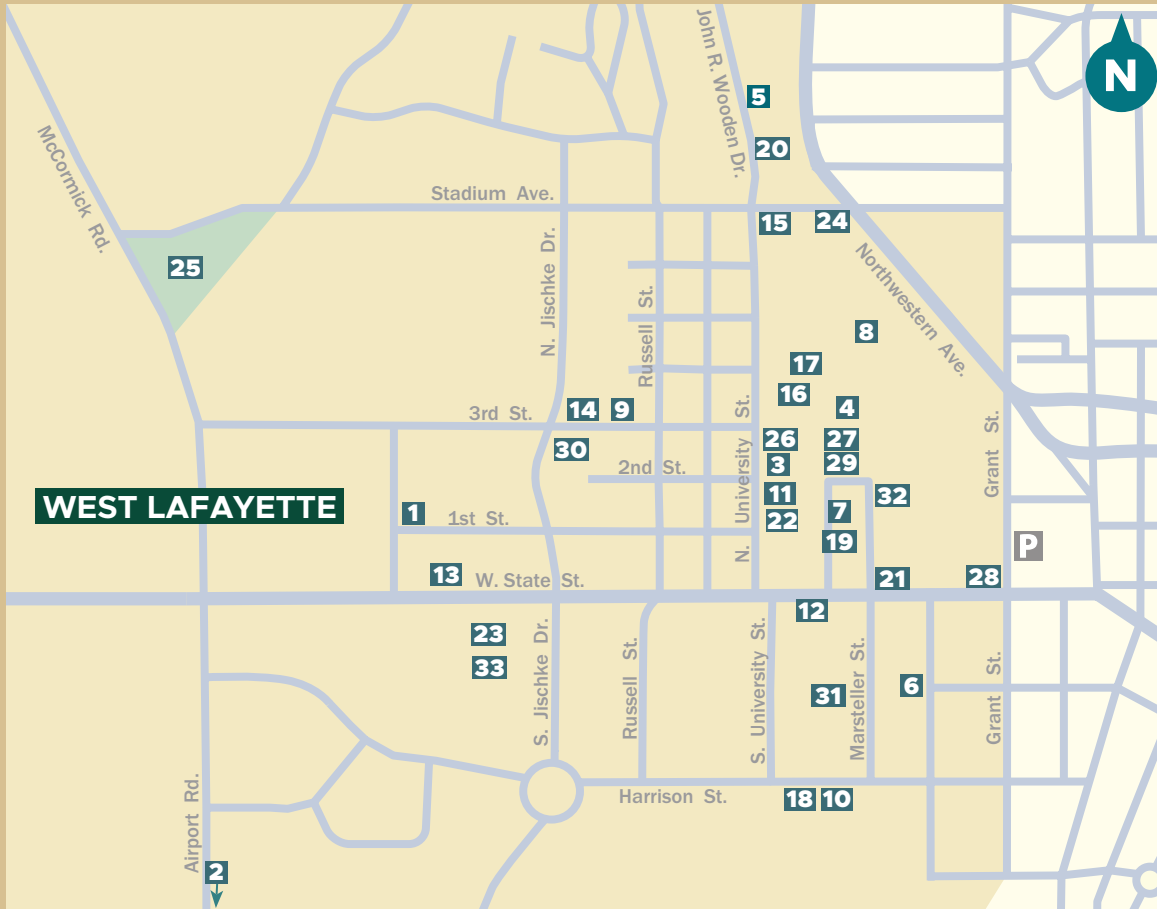 John R. Wooden Dr.
N
5
McCormick Rd.
20
Stadium Ave.
15
24
25
N. Jischke Dr.
Northwestern Ave.
Russell St.
8
17
16
3rd St.
14
9
4
N. University St.
Grant St.
26
27
30
2nd St.
3
29
WEST LAFAYETTE
1
1st St.
11
32
7
22
19
P
13
W. State St.
21
28
12
23
S. Jischke Dr.
Russell St.
S. University St.
Marsteller St.
Grant St.
33
31
6
Harrison St.
18
10
Airport Rd.
2